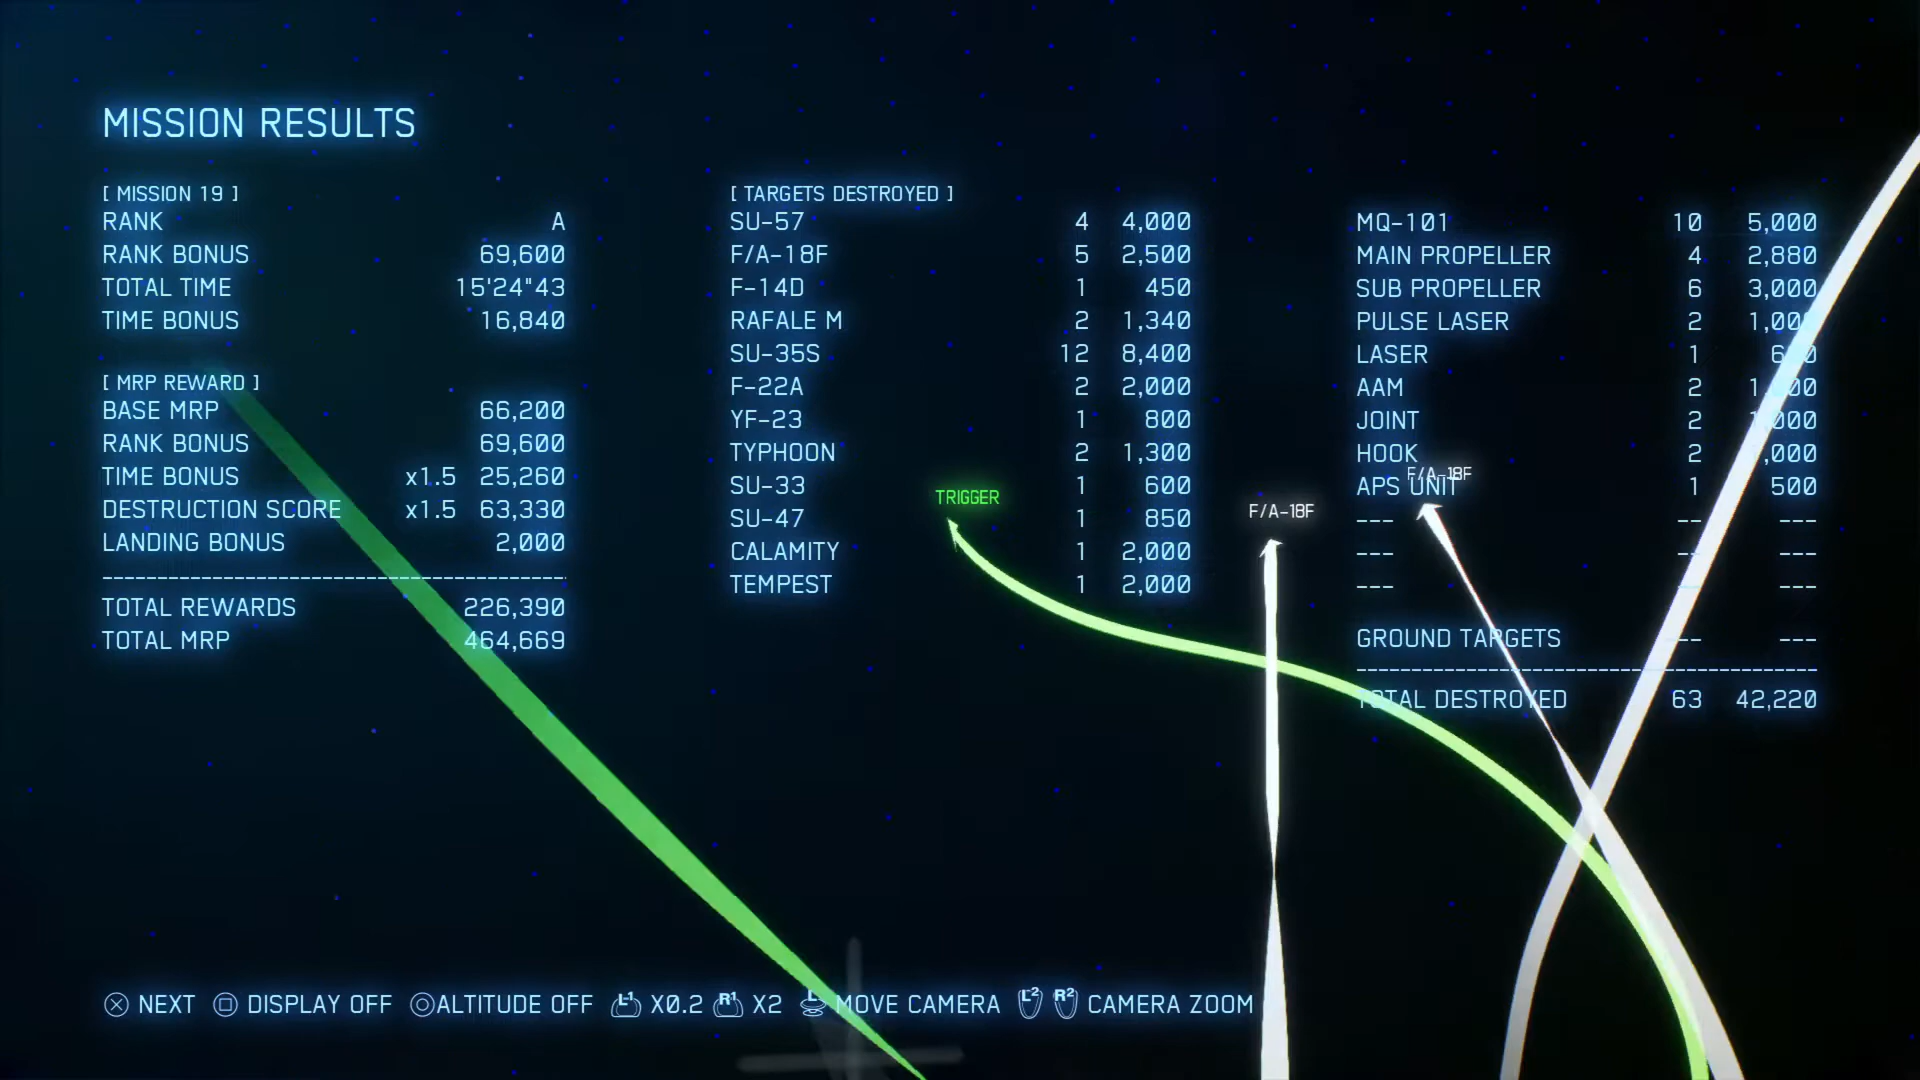 MISSION RESULTS
[ MISSION 19 ]
RANK A
RANK BONUS 69,600
TOTAL TIME 15'24"43
TIME BONUS 16,840
[ MRP REWARD ]
BASE MRP 66,200
RANK BONUS 69,600
TIME BONUS x1.5 25,260
DESTRUCTION SCORE x1.5 63,330
LANDING BONUS 2,000
TOTAL REWARDS 226,390
TOTAL MRP 464,669
[ TARGETS DESTROYED ]
SU-57 4 4,000
F/A-18F 5 2,500
F-14D 1 450
RAFALE M 2 1,340
SU-35S 12 8,400
F-22A 2 2,000
YF-23 1 800
TYPHOON 2 1,300
SU-33 1 600
SU-47 1 850
CALAMITY 1 2,000
TEMPEST 1 2,000
MQ-101 10 5,000
MAIN PROPELLER 4 2,880
SUB PROPELLER 6 3,000
PULSE LASER 2 1,000
LASER 1
AAM 2
JOINT 2
HOOK 2
APS UNIT 1 500
--- -- ---
--- -- ---
--- -- ---
GROUND TARGETS -- ---
TOTAL DESTROYED 63 42,220
TRIGGER
F/A-18F
F/A-18F
NEXT DISPLAY OFF ALTITUDE OFF L1 X0.2 R1 X2 L MOVE CAMERA L2 R2 CAMERA ZOOM